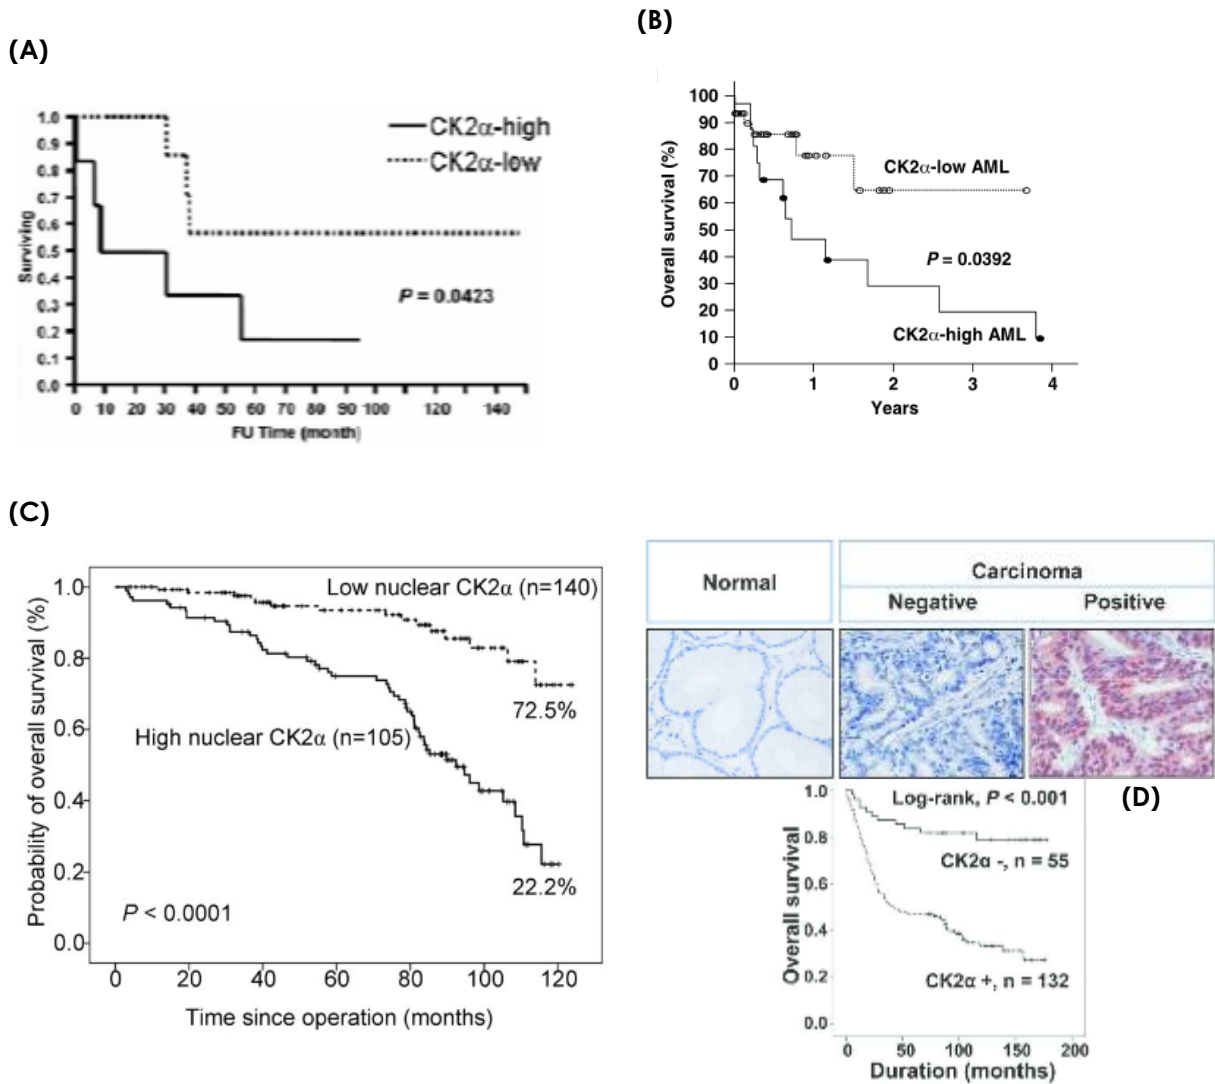 (A)
1.0
0.9
0.8
0.7
0.6
0.5
0.4
0.3
0.2
0.1
0.0
Surviving
CK2α-high
CK2α-low
P = 0.0423
0 10 20 30 40 50 60 70 80 90 100 120 140
FU Time (month)
(B)
100
90
80
70
60
50
40
30
20
10
0
Overall survival (%)
CK2α-low AML
P = 0.0392
CK2α-high AML
0 1 2 3 4
Years
(C)
1.0
0.8
0.6
0.4
0.2
0.0
Probability of overall survival (%)
Low nuclear CK2α (n=140)
72.5%
High nuclear CK2α (n=105)
22.2%
P < 0.0001
0 20 40 60 80 100 120
Time since operation (months)
Normal
Carcinoma
Negative Positive
(D)
1.0
0.8
0.6
0.4
0.2
0.0
Overall survival
Log-rank, P < 0.001
CK2α -, n = 55
CK2α +, n = 132
0 50 100 150 200
Duration (months)